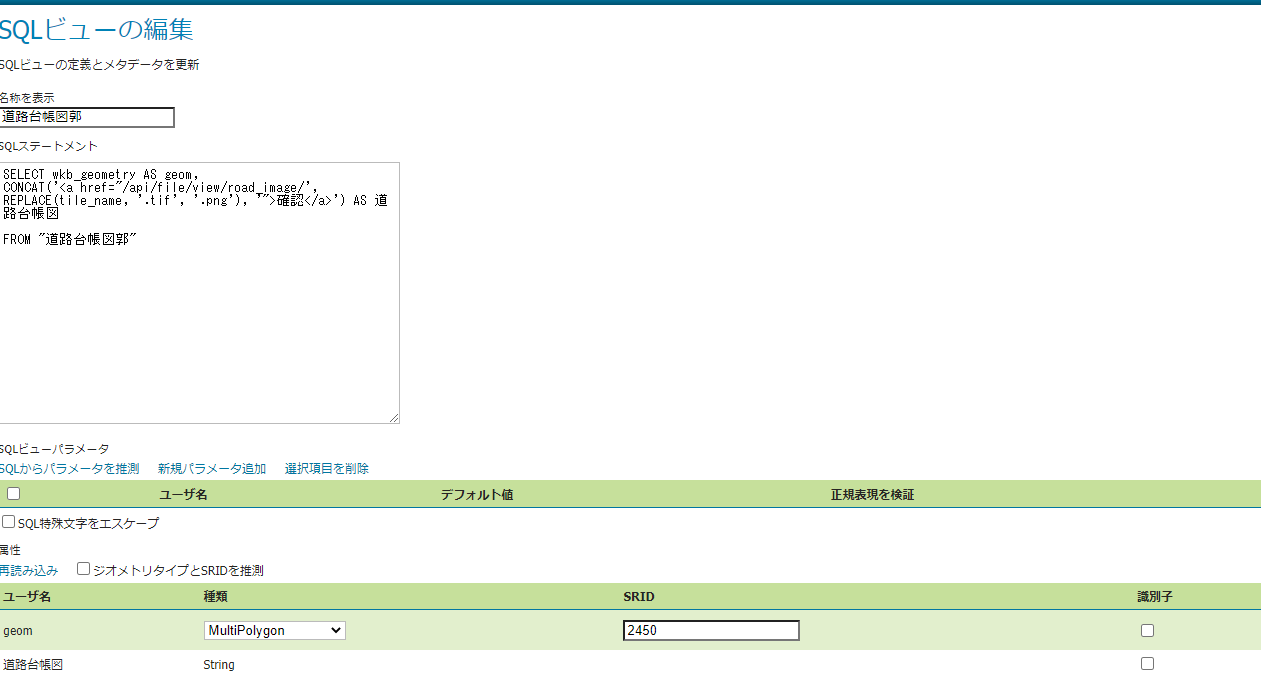 SQLビューの編集
SQLビューの定義とメタデータを更新
名称を表示
道路台帳図郭
SQLステートメント
SELECT wkb_geometry AS geom,
CONCAT('<a href="/api/file/view/road_image/',
REPLACE(tile_name, '.tif', '.png'), '">確認</a>') AS 道
路台帳図
FROM "道路台帳図郭"
SQLビューパラメータ
SQLからパラメータを推測 新規パラメータ追加 選択項目を削除
ユーザ名 デフォルト値 正規表現を検証
SQL特殊文字をエスケープ
属性
再読み込み ジオメトリタイプとSRIDを推測
ユーザ名 種類 SRID 識別子
geom MultiPolygon 2450
道路台帳図 String